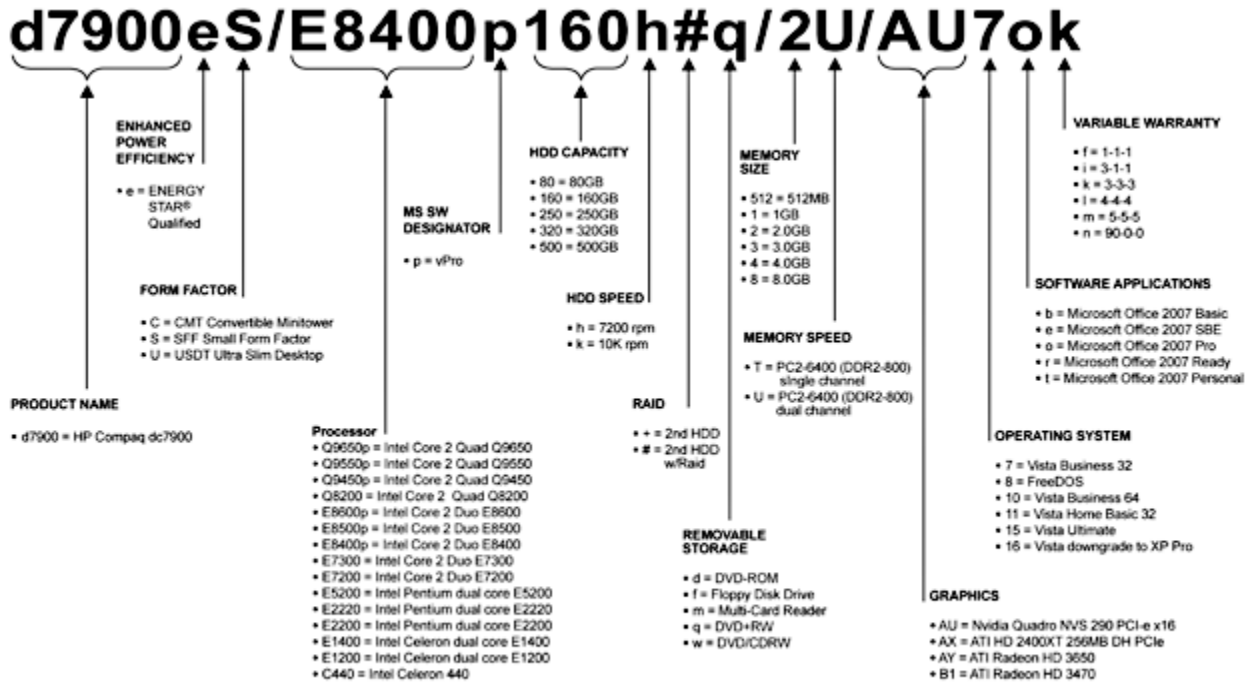 d7900eS/E8400p160h#q/2U/AU7ok
ENHANCED
POWER
EFFICIENCY
• e = ENERGY
STAR®
Qualified
FORM FACTOR
• C = CMT Convertible Minitower
• S = SFF Small Form Factor
• U = USDT Ultra Slim Desktop
PRODUCT NAME
• d7900 = HP Compaq dc7900
Processor
• Q9650p = Intel Core 2 Quad Q9650
• Q9550p = Intel Core 2 Quad Q9550
• Q9450p = Intel Core 2 Quad Q9450
• Q8200 = Intel Core 2 Quad Q8200
• E8600p = Intel Core 2 Duo E8600
• E8500p = Intel Core 2 Duo E8500
• E8400p = Intel Core 2 Duo E8400
• E7300 = Intel Core 2 Duo E7300
• E7200 = Intel Core 2 Duo E7200
• E5200 = Intel Pentium dual core E5200
• E2220 = Intel Pentium dual core E2220
• E2200 = Intel Pentium dual core E2200
• E1400 = Intel Celeron dual core E1400
• E1200 = Intel Celeron dual core E1200
• C440 = Intel Celeron 440
MS SW
DESIGNATOR
• p = vPro
HDD CAPACITY
• 80 = 80GB
• 160 = 160GB
• 250 = 250GB
• 320 = 320GB
• 500 = 500GB
HDD SPEED
• h = 7200 rpm
• k = 10K rpm
RAID
• + = 2nd HDD
• # = 2nd HDD
w/Raid
REMOVABLE
STORAGE
• d = DVD-ROM
• f = Floppy Disk Drive
• m = Multi-Card Reader
• q = DVD+RW
• w = DVD/CDRW
MEMORY
SIZE
• 512 = 512MB
• 1 = 1GB
• 2 = 2.0GB
• 3 = 3.0GB
• 4 = 4.0GB
• 8 = 8.0GB
MEMORY SPEED
• T = PC2-6400 (DDR2-800)
single channel
• U = PC2-6400 (DDR2-800)
dual channel
GRAPHICS
• AU = Nvidia Quadro NVS 290 PCI-e x16
• AX = ATI HD 2400XT 256MB DH PCIe
• AY = ATI Radeon HD 3650
• B1 = ATI Radeon HD 3470
OPERATING SYSTEM
• 7 = Vista Business 32
• 8 = FreeDOS
• 10 = Vista Business 64
• 11 = Vista Home Basic 32
• 15 = Vista Ultimate
• 16 = Vista downgrade to XP Pro
SOFTWARE APPLICATIONS
• b = Microsoft Office 2007 Basic
• e = Microsoft Office 2007 SBE
• o = Microsoft Office 2007 Pro
• r = Microsoft Office 2007 Ready
• t = Microsoft Office 2007 Personal
VARIABLE WARRANTY
• f = 1-1-1
• i = 3-1-1
• k = 3-3-3
• l = 4-4-4
• m = 5-5-5
• n = 90-0-0